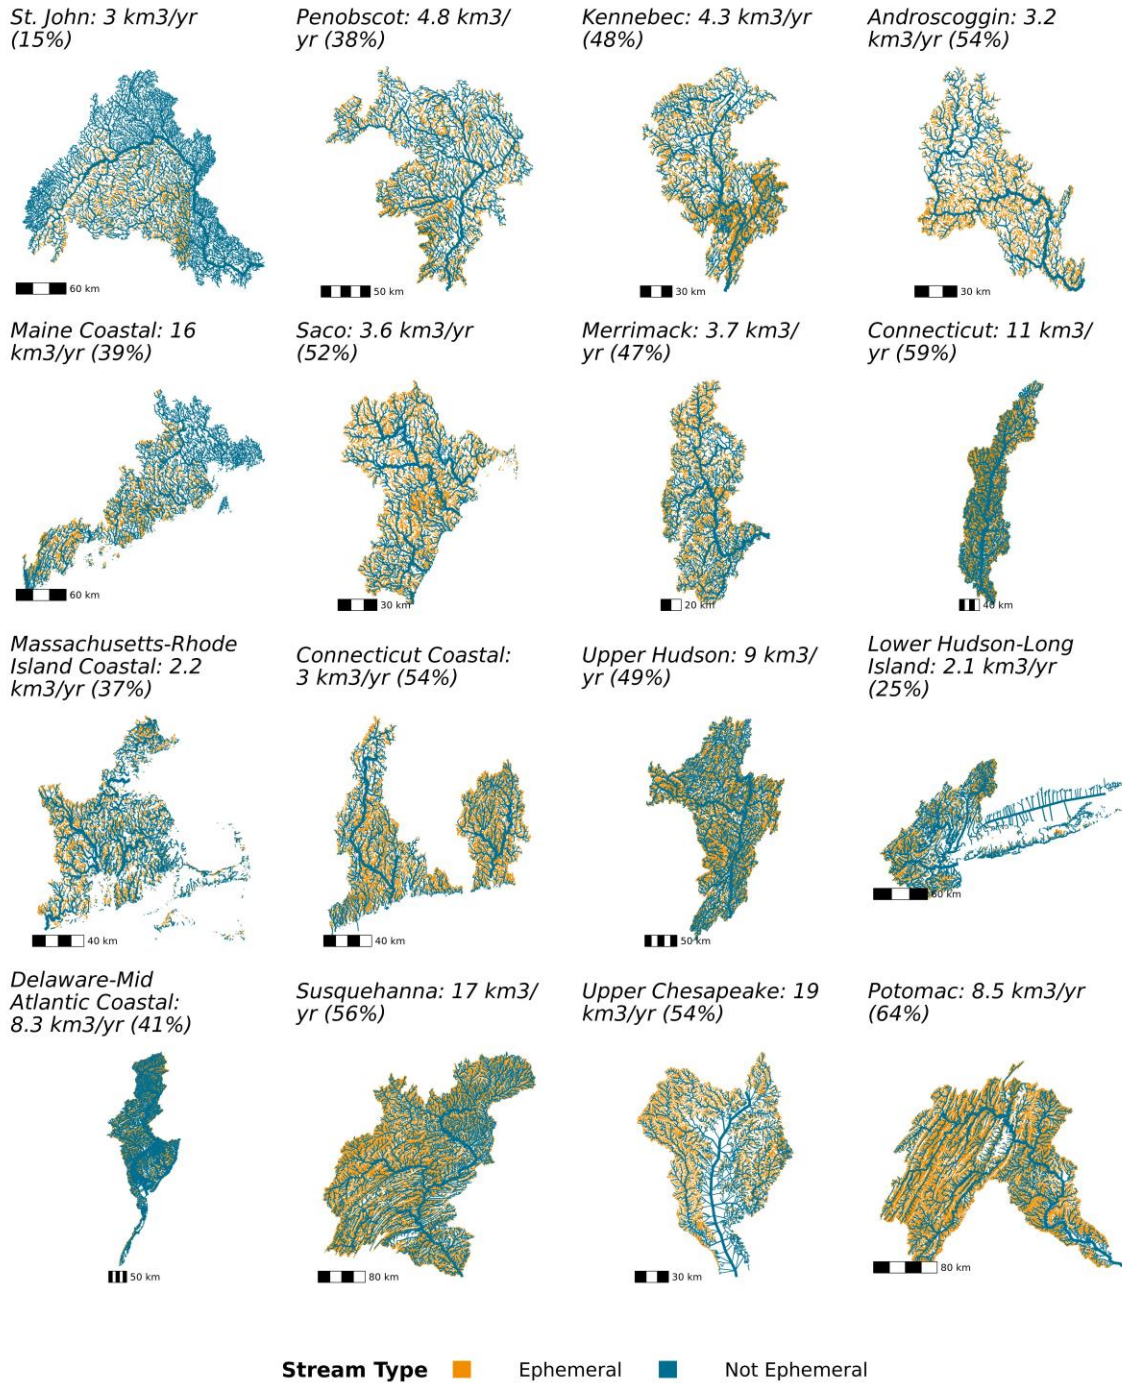 St. John: 3 km3/yr
(15%)
Penobscot: 4.8 km3/
yr (38%)
Kennebec: 4.3 km3/yr
(48%)
Androscoggin: 3.2
km3/yr (54%)
60 km
50 km
30 km
30 km
Maine Coastal: 16
km3/yr (39%)
Saco: 3.6 km3/yr
(52%)
Merrimack: 3.7 km3/
yr (47%)
Connecticut: 11 km3/
yr (59%)
60 km
30 km
20 km
40 km
Massachusetts-Rhode
Island Coastal: 2.2
km3/yr (37%)
Connecticut Coastal:
3 km3/yr (54%)
Upper Hudson: 9 km3/
yr (49%)
Lower Hudson-Long
Island: 2.1 km3/yr
(25%)
40 km
40 km
50 km
km
Delaware-Mid
Atlantic Coastal:
8.3 km3/yr (41%)
Susquehanna: 17 km3/
yr (56%)
Upper Chesapeake: 19
km3/yr (54%)
Potomac: 8.5 km3/yr
(64%)
50 km
80 km
30 km
80 km
Stream Type Ephemeral Not Ephemeral